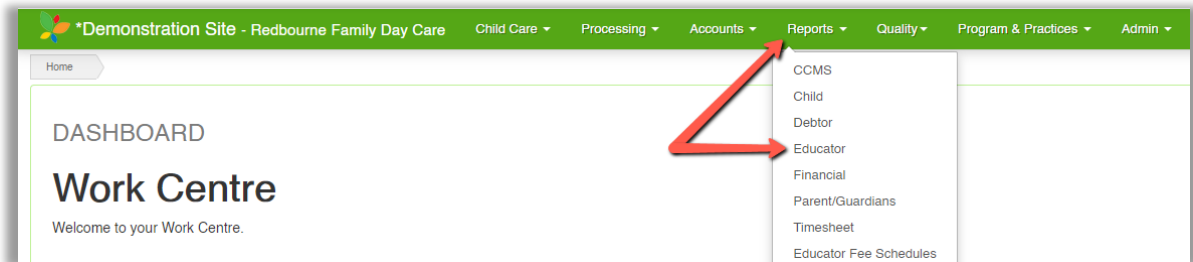 *Demonstration Site - Redbourne Family Day Care Child Care Processing Accounts Reports Quality Program & Practices Admin
Home
CCMS
Child
Debtor
Educator
Financial
Parent/Guardians
Timesheet
Educator Fee Schedules
DASHBOARD
Work Centre
Welcome to your Work Centre.